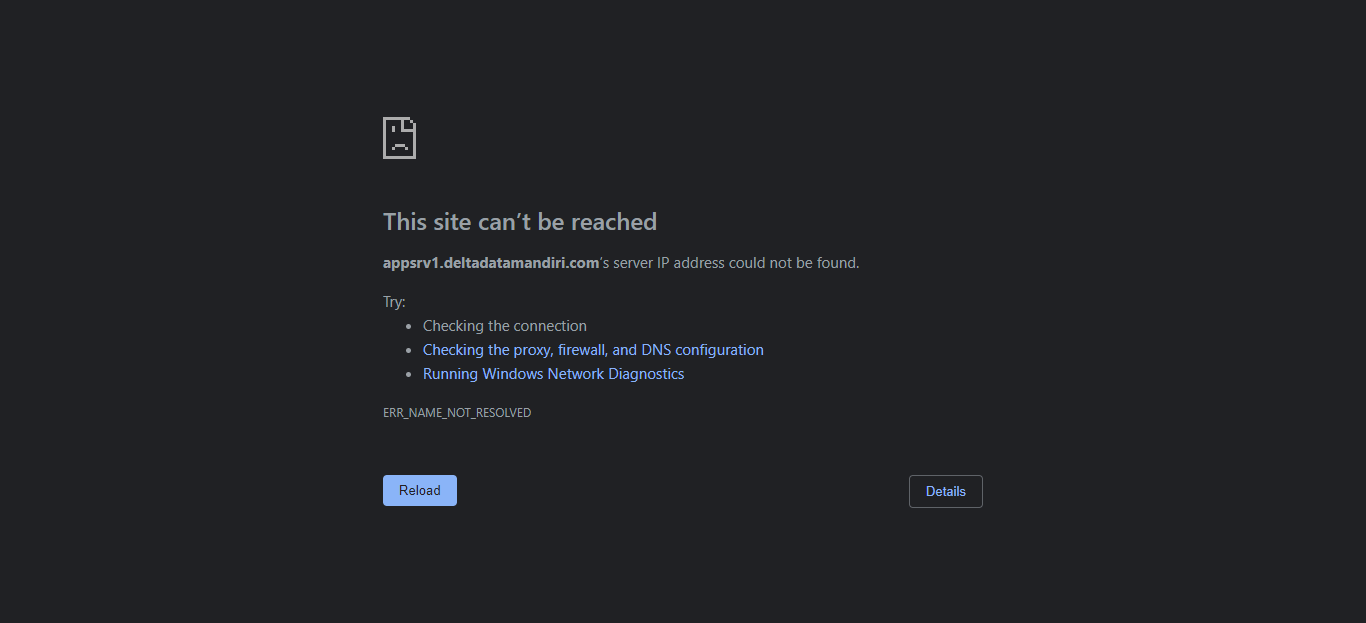 This site can’t be reached
appsrv1.deltadatamandiri.com’s server IP address could not be found.
Try:
Checking the connection
Checking the proxy, firewall, and DNS configuration
Running Windows Network Diagnostics
ERR_NAME_NOT_RESOLVED
Reload
Details